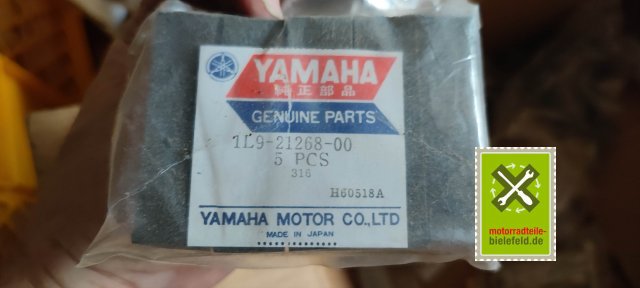 YAMAHA
純正部品
GENUINE PARTS
1L9-21268-00
5 PCS
316
H60518A
YAMAHA MOTOR CO.,LTD
MADE IN JAPAN
motorradteile-
bielefeld.de